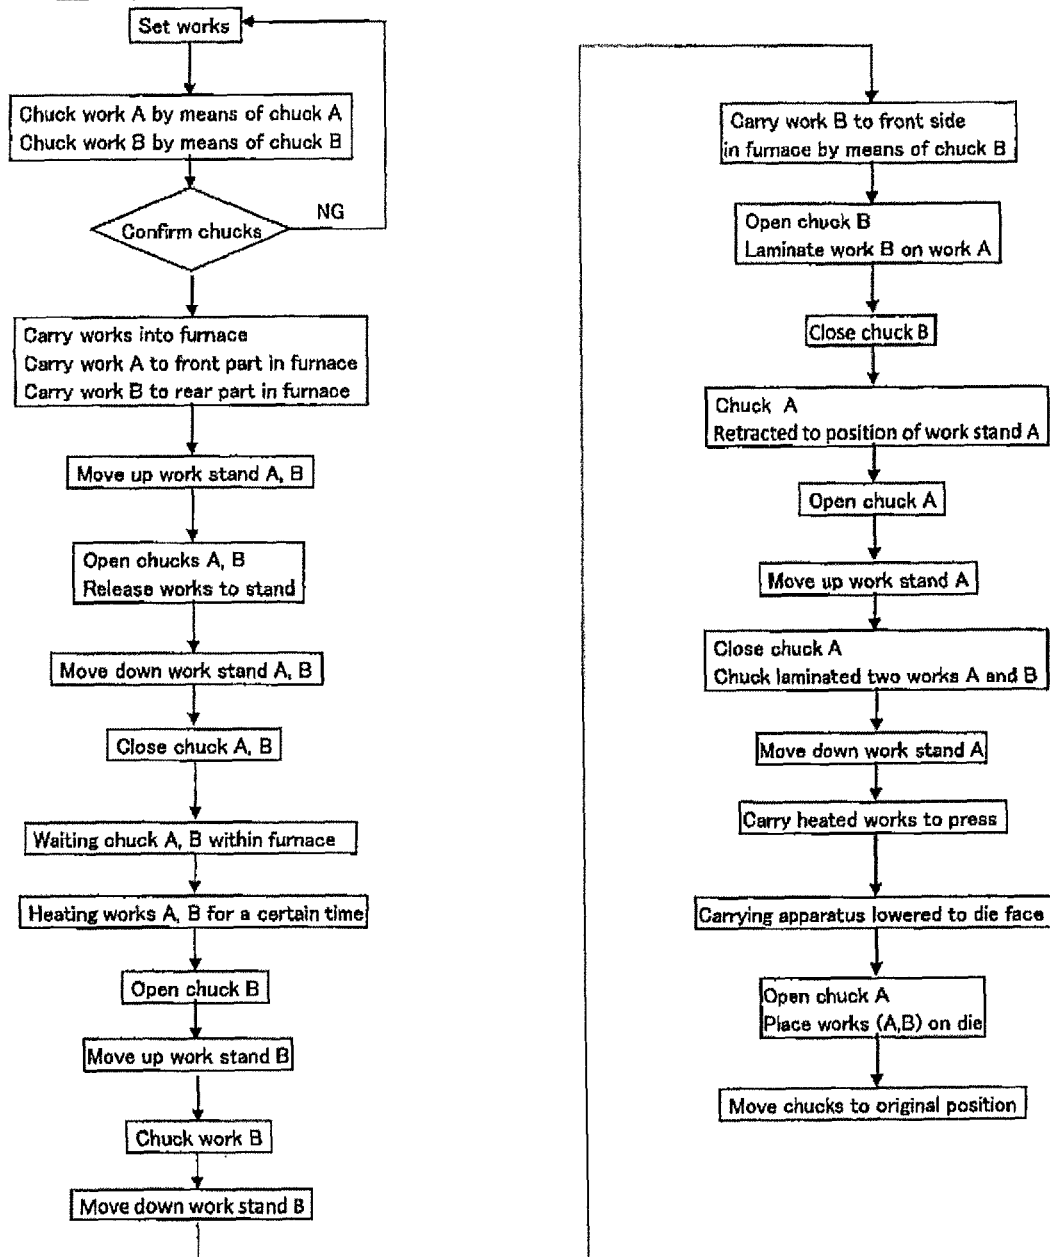 Set works
Chuck work A by means of chuck A
Chuck work B by means of chuck B
Confirm chucks
NG
Carry works into furnace
Carry work A to front part in furnace
Carry work B to rear part in furnace
Move up work stand A, B
Open chucks A, B
Release works to stand
Move down work stand A, B
Close chuck A, B
Waiting chuck A, B within furnace
Heating works A, B for a certain time
Open chuck B
Move up work stand B
Chuck work B
Move down work stand B
Carry work B to front side
in furnace by means of chuck B
Open chuck B
Laminate work B on work A
Close chuck B
Chuck A
Retracted to position of work stand A
Open chuck A
Move up work stand A
Close chuck A
Chuck laminated two works A and B
Move down work stand A
Carry heated works to press
Carrying apparatus lowered to die face
Open chuck A
Place works (A,B) on die
Move chucks to original position